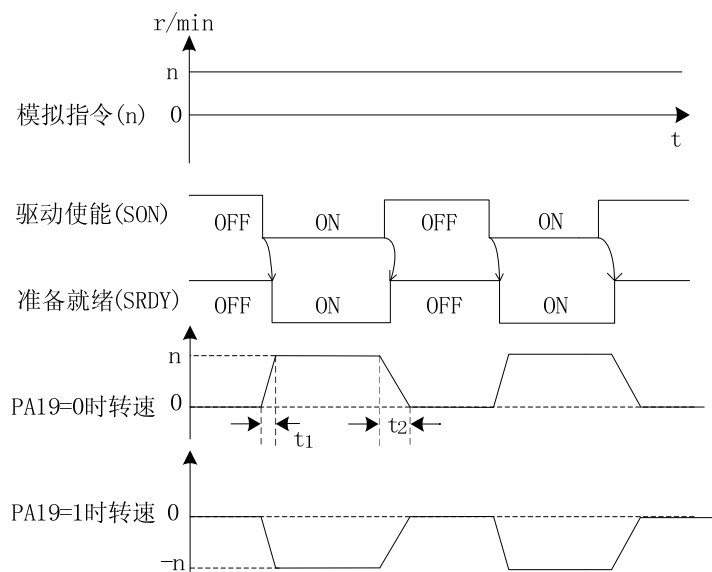 r/min
n
模拟指令(n) 0
t
驱动使能(SON)
OFF ON OFF ON
准备就绪(SRDY)
OFF ON OFF ON
n
PA19=0时转速 0
t1 t2
PA19=1时转速 0
-n